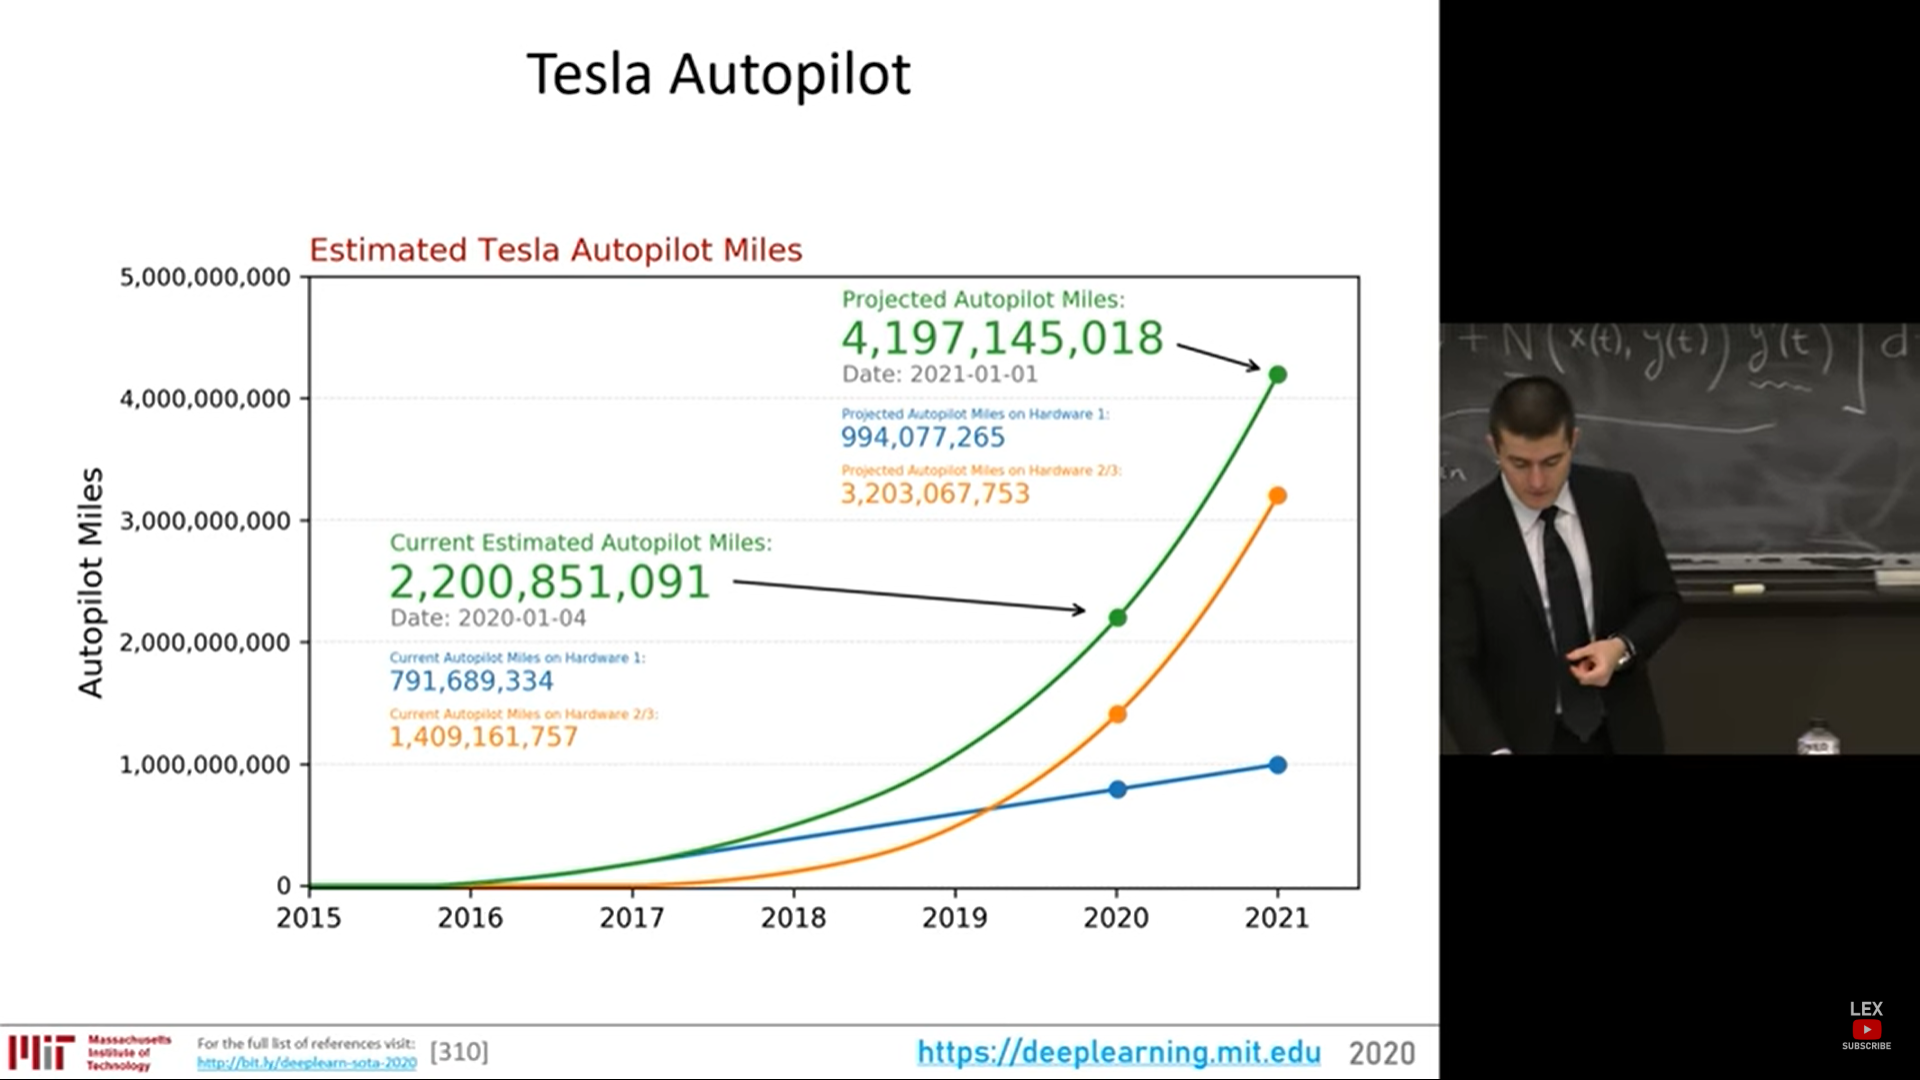 Tesla Autopilot
Estimated Tesla Autopilot Miles
5,000,000,000
4,000,000,000
3,000,000,000
2,000,000,000
1,000,000,000
0
Autopilot Miles
Projected Autopilot Miles:
4,197,145,018
Date: 2021-01-01
Projected Autopilot Miles on Hardware 1:
994,077,265
Projected Autopilot Miles on Hardware 2/3:
3,203,067,753
Current Estimated Autopilot Miles:
2,200,851,091
Date: 2020-01-04
Current Autopilot Miles on Hardware 1:
791,689,334
Current Autopilot Miles on Hardware 2/3:
1,409,161,757
2015 2016 2017 2018 2019 2020 2021
MIT
Massachusetts
Institute of
Technology
For the full list of references visit:
http://bit.ly/deeplearn-sota-2020
[310]
https://deeplearning.mit.edu 2020
+ N(x(t), y(t)) y'(t)] d
in
LEX
SUBSCRIBE